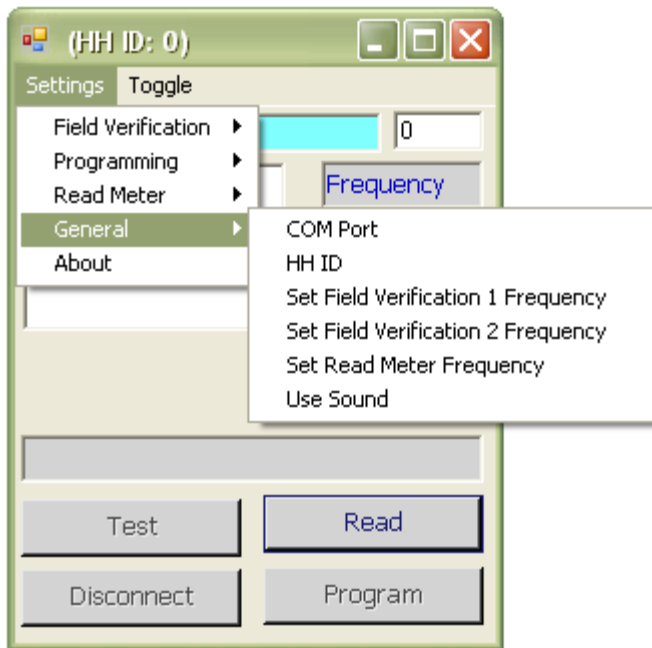 (HH ID: 0)
Settings Toggle
Field Verification
0
Programming
Read Meter
Frequency
General
COM Port
About
HH ID
Set Field Verification 1 Frequency
Set Field Verification 2 Frequency
Set Read Meter Frequency
Use Sound
Test
Read
Disconnect
Program